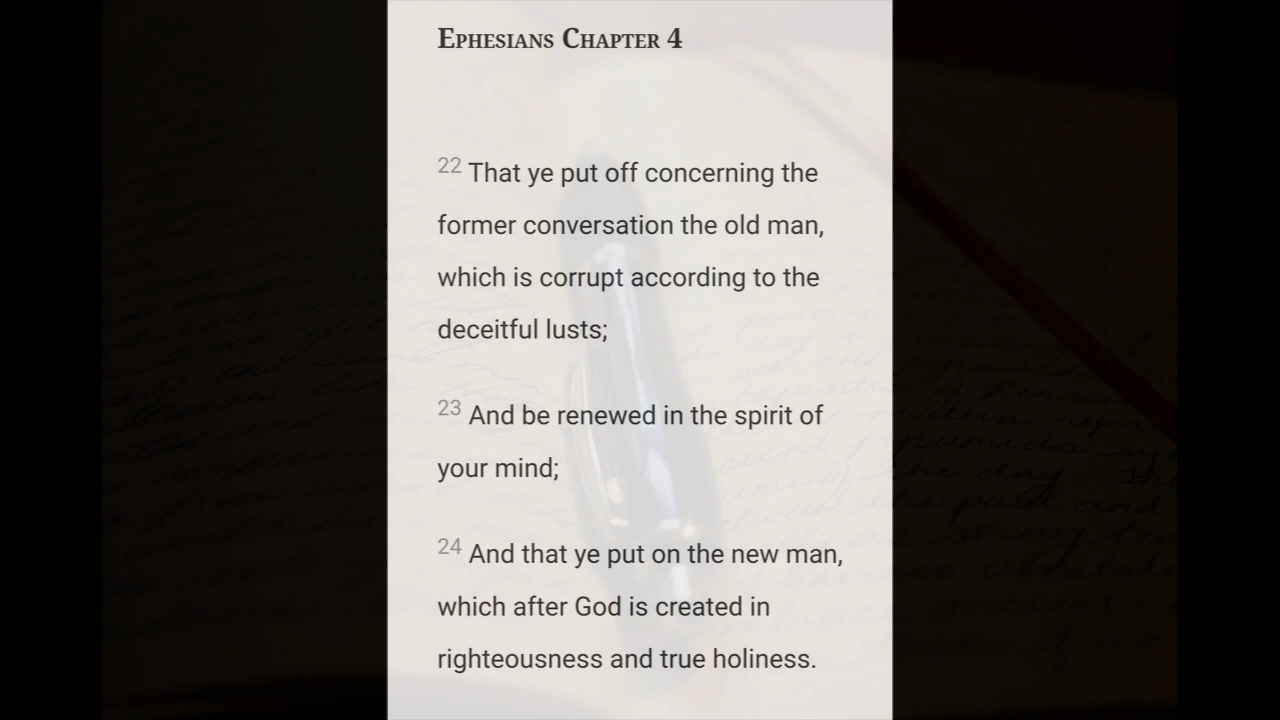 Ephesians Chapter 4
22 That ye put off concerning the
former conversation the old man,
which is corrupt according to the
deceitful lusts;
23 And be renewed in the spirit of
your mind;
24 And that ye put on the new man,
which after God is created in
righteousness and true holiness.